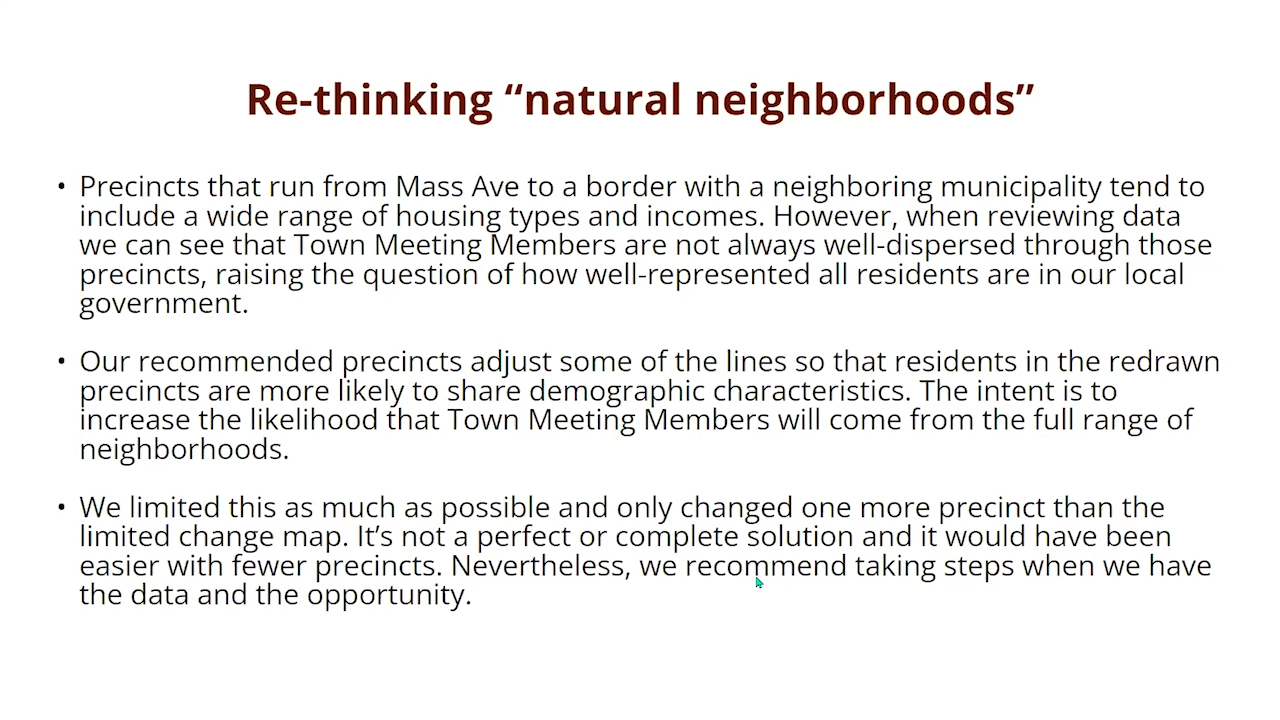 Re-thinking “natural neighborhoods”
• Precincts that run from Mass Ave to a border with a neighboring municipality tend to
include a wide range of housing types and incomes. However, when reviewing data
we can see that Town Meeting Members are not always well-dispersed through those
precincts, raising the question of how well-represented all residents are in our local
government.
• Our recommended precincts adjust some of the lines so that residents in the redrawn
precincts are more likely to share demographic characteristics. The intent is to
increase the likelihood that Town Meeting Members will come from the full range of
neighborhoods.
• We limited this as much as possible and only changed one more precinct than the
limited change map. It’s not a perfect or complete solution and it would have been
easier with fewer precincts. Nevertheless, we recommend taking steps when we have
the data and the opportunity.